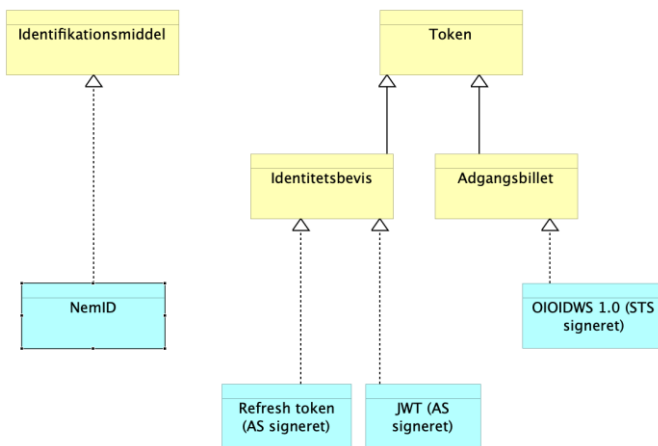 Identifikationsmiddel
Token
Identitetsbevis
Adgangsbillet
NemID
OIOIDWS 1.0 (STS
signeret)
Refresh token
(AS signeret)
JWT (AS
signeret)